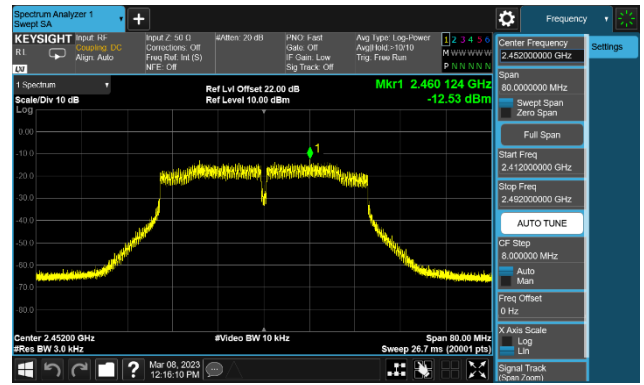 Spectrum Analyzer 1
Swept SA
Frequency
KEYSIGHT
Input: RF
Input Z: 50 Ω
#Atten: 20 dB
PNO: Fast
Avg Type: Log-Power
1 2 3 4 5 6
RL
Coupling: DC
Corrections: Off
Gate: Off
Avg|Hold:>10/10
M W W W W W
Align: Auto
Freq Ref: Int (S)
IF Gain: Low
Trig: Free Run
NFE: Off
Sig Track: Off
P N N N N N
LXI
1 Spectrum
Ref Lvl Offset 22.00 dB
Mkr1 2.460 124 GHz
Scale/Div 10 dB
Ref Level 10.00 dBm
-12.53 dBm
Log
0.00
-10.0
-20.0
-30.0
-40.0
-50.0
-60.0
-70.0
-80.0
1
Center 2.45200 GHz
#Video BW 10 kHz
Span 80.00 MHz
#Res BW 3.0 kHz
Sweep 26.7 ms (20001 pts)
Mar 08, 2023
12:16:10 PM
Center Frequency
2.452000000 GHz
Settings
Span
80.0000000 MHz
Swept Span
Zero Span
Full Span
Start Freq
2.412000000 GHz
Stop Freq
2.492000000 GHz
AUTO TUNE
CF Step
8.000000 MHz
Auto
Man
Freq Offset
0 Hz
X Axis Scale
Log
Lin
Signal Track
(Span Zoom)